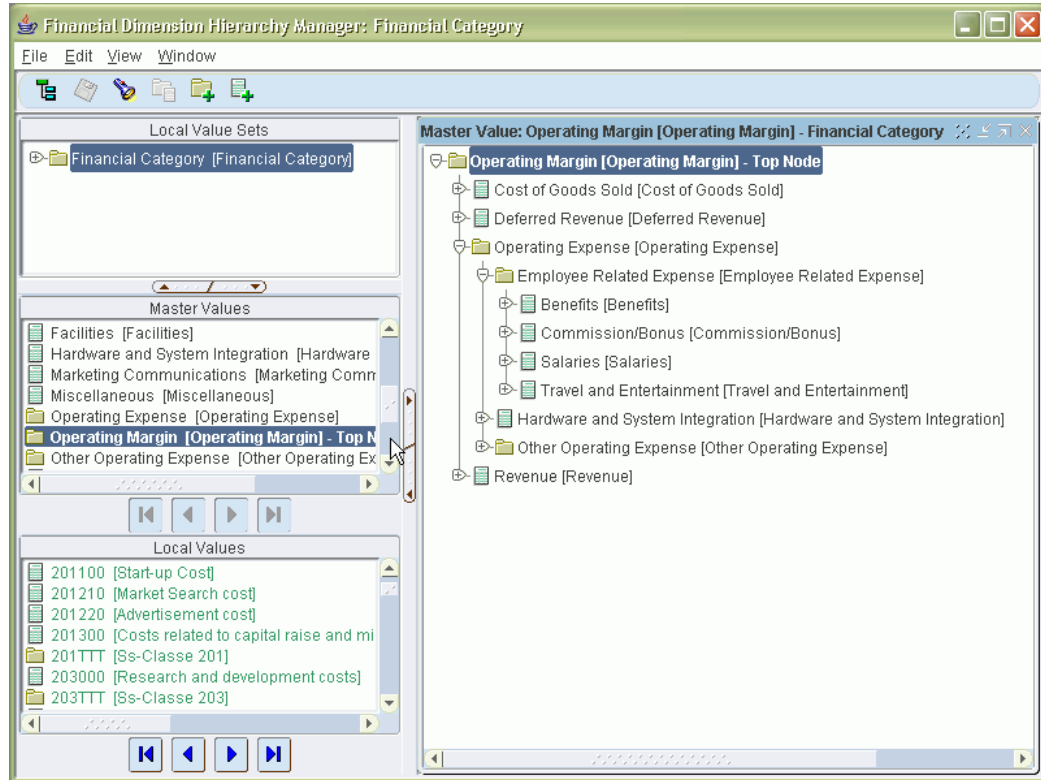 Financial Dimension Hierarchy Manager: Financial Category
File Edit View Window
Local Value Sets
Financial Category [Financial Category]
Master Values
Facilities [Facilities]
Hardware and System Integration [Hardware
Marketing Communications [Marketing Comm
Miscellaneous [Miscellaneous]
Operating Expense [Operating Expense]
Operating Margin [Operating Margin] - Top N
Other Operating Expense [Other Operating Ex
Local Values
201100 [Start-up Cost]
201210 [Market Search cost]
201220 [Advertisement cost]
201300 [Costs related to capital raise and mi
201TTT [Ss-Classe 201]
203000 [Research and development costs]
203TTT [Ss-Classe 203]
Master Value: Operating Margin [Operating Margin] - Financial Category
Operating Margin [Operating Margin] - Top Node
Cost of Goods Sold [Cost of Goods Sold]
Deferred Revenue [Deferred Revenue]
Operating Expense [Operating Expense]
Employee Related Expense [Employee Related Expense]
Benefits [Benefits]
Commission/Bonus [Commission/Bonus]
Salaries [Salaries]
Travel and Entertainment [Travel and Entertainment]
Hardware and System Integration [Hardware and System Integration]
Other Operating Expense [Other Operating Expense]
Revenue [Revenue]